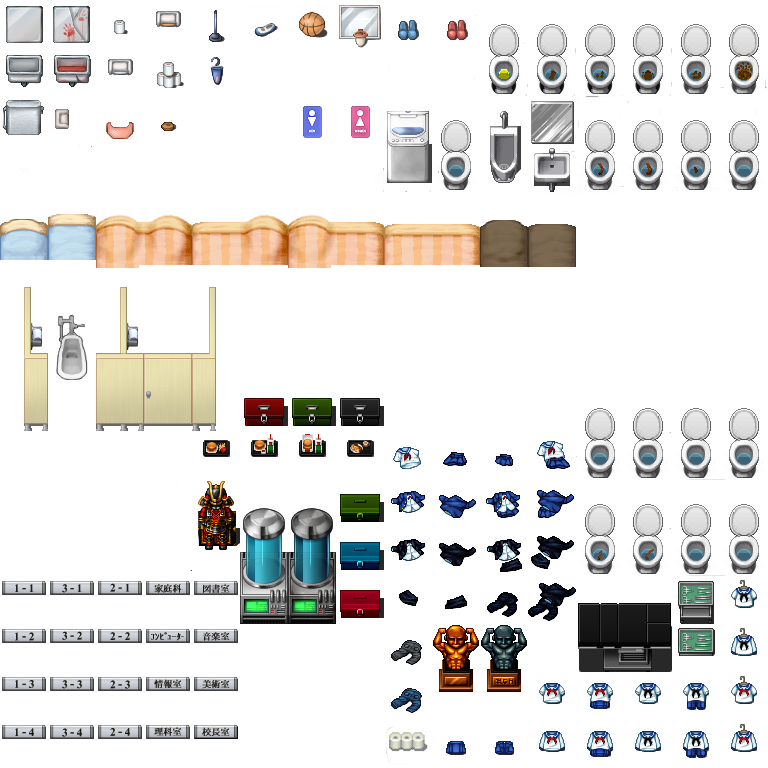 1-1 3-1 2-1 家庭科 図書室
1-2 3-2 2-2 コンピューター 音楽室
1-3 3-3 2-3 情報室 美術室
1-4 3-4 2-4 理科室 校長室